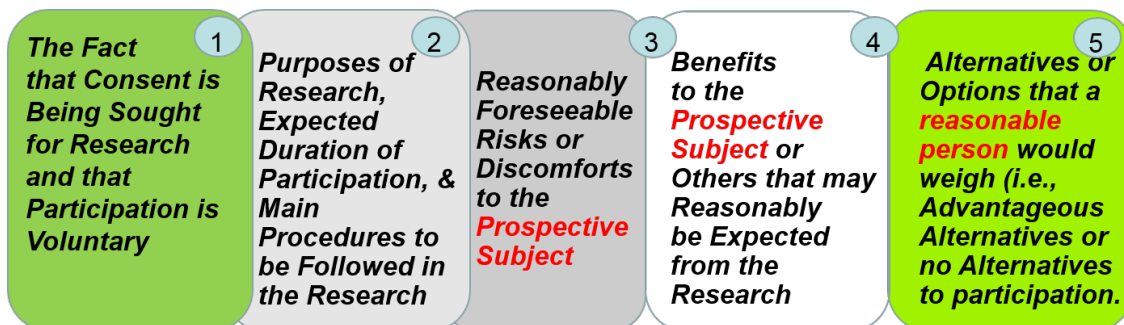 1
The Fact
that Consent is
Being Sought
for Research
and that
Participation is
Voluntary
2
Purposes of
Research,
Expected
Duration of
Participation, &
Main
Procedures to
be Followed in
the Research
3
Reasonably
Foreseeable
Risks or
Discomforts
to the
Prospective
Subject
4
Benefits
to the
Prospective
Subject or
Others that may
Reasonably
be Expected
from the
Research
5
Alternatives or
Options that a
reasonable
person would
weigh (i.e.,
Advantageous
Alternatives or
no Alternatives
to participation.